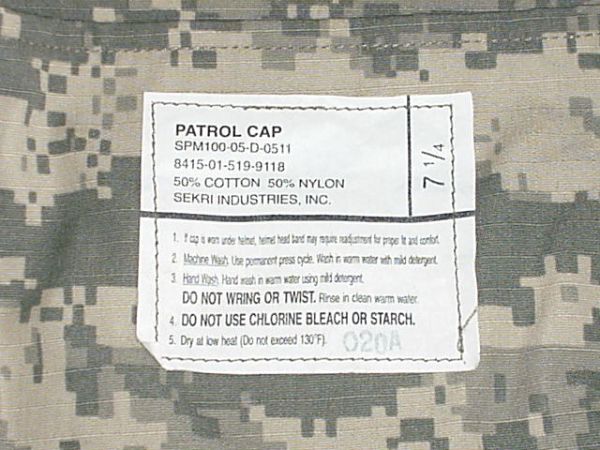 PATROL CAP
SPM100-05-D-0511
8415-01-519-9118
50% COTTON 50% NYLON
SEKRI INDUSTRIES, INC.
7 1/4
1. If cap is worn under helmet, helmet head band may require readjustment for proper fit and comfort.
2. Machine Wash. Use permanent press cycle. Wash in warm water with mild detergent.
3. Hand Wash. Hand wash in warm water using mild detergent.
DO NOT WRING OR TWIST. Rinse in clean warm water.
4. DO NOT USE CHLORINE BLEACH OR STARCH.
5. Dry at low heat (Do not exceed 130°F).
020A